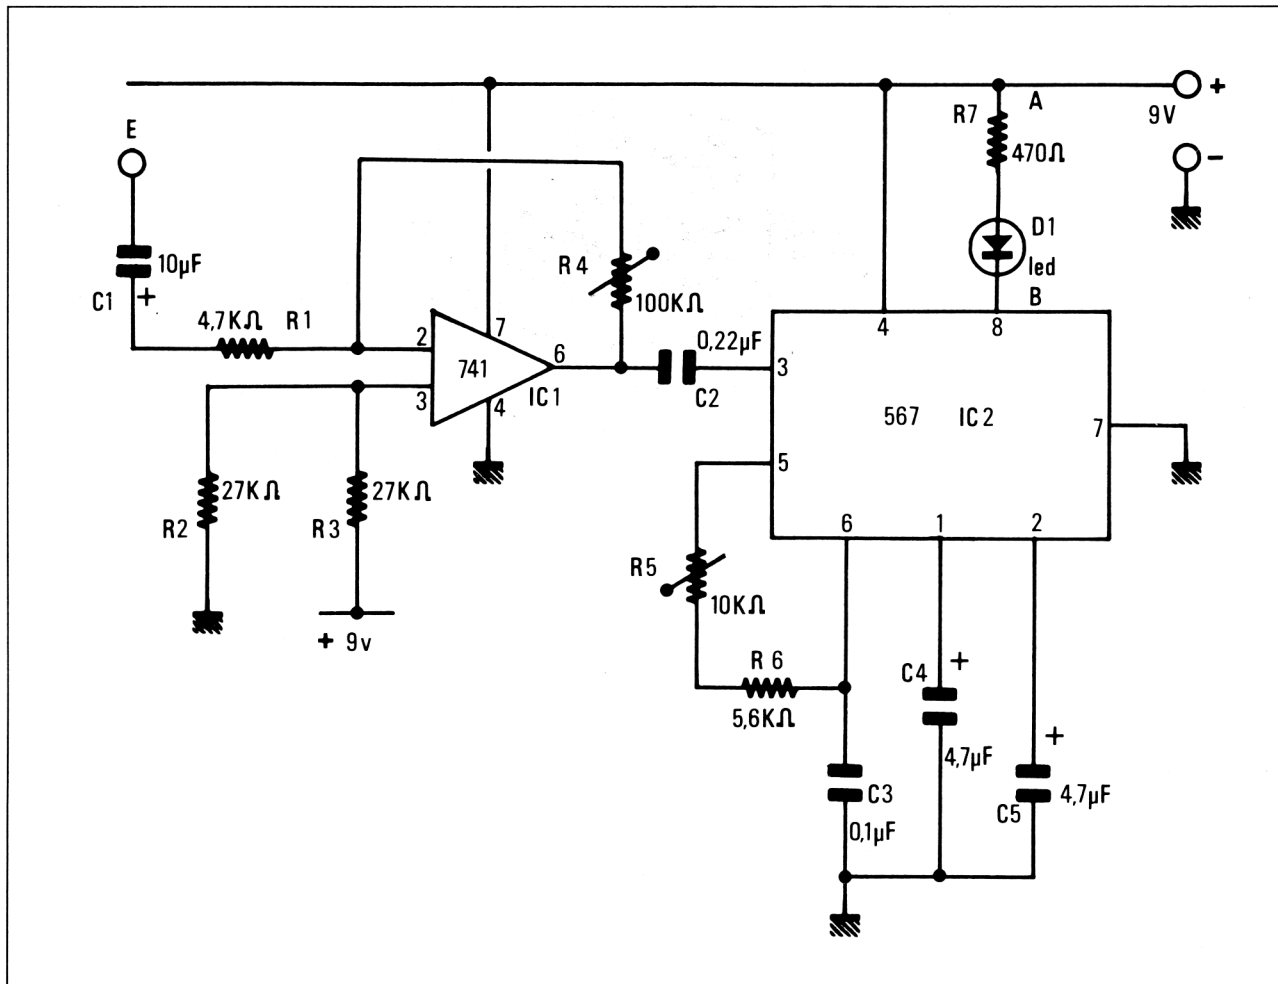 A
+
9V
-
R7
470Ω
E
D1
led
B
10µF
C1
+
R4
100KΩ
4,7KΩ
R1
2
7
741
6
IC1
3
4
0,22µF
C2
4
8
3
567 IC2
7
5
6
1
2
27KΩ
R2
27KΩ
R3
+ 9v
R5
10KΩ
R6
5,6KΩ
C4
+
4,7µF
C3
0,1µF
+
4,7µF
C5